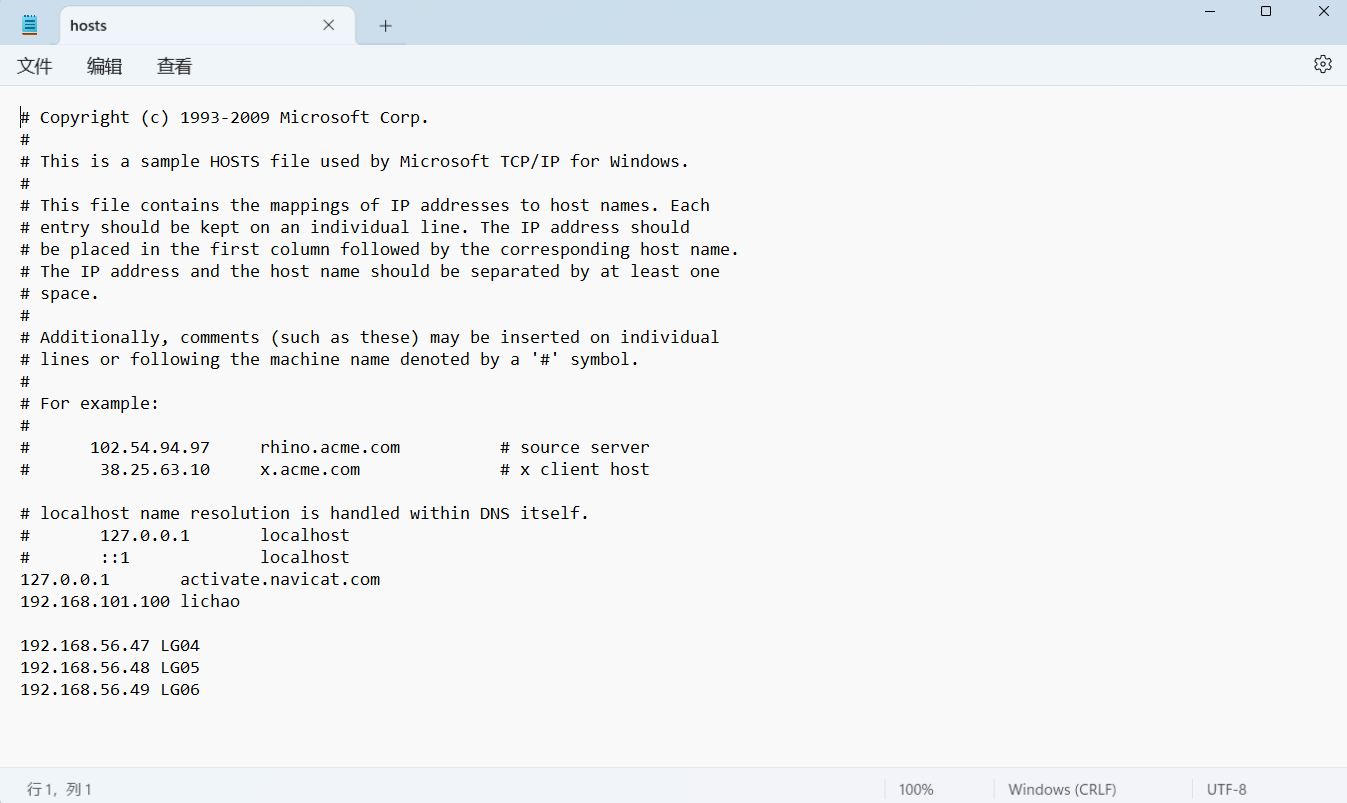 hosts
文件 编辑 查看
# Copyright (c) 1993-2009 Microsoft Corp.
#
# This is a sample HOSTS file used by Microsoft TCP/IP for Windows.
#
# This file contains the mappings of IP addresses to host names. Each
# entry should be kept on an individual line. The IP address should
# be placed in the first column followed by the corresponding host name.
# The IP address and the host name should be separated by at least one
# space.
#
# Additionally, comments (such as these) may be inserted on individual
# lines or following the machine name denoted by a '#' symbol.
#
# For example:
#
#      102.54.94.97     rhino.acme.com          # source server
#       38.25.63.10     x.acme.com              # x client host

# localhost name resolution is handled within DNS itself.
#       127.0.0.1       localhost
#       ::1             localhost
127.0.0.1       activate.navicat.com
192.168.101.100 lichao

192.168.56.47 LG04
192.168.56.48 LG05
192.168.56.49 LG06
行 1, 列 1 100% Windows (CRLF) UTF-8